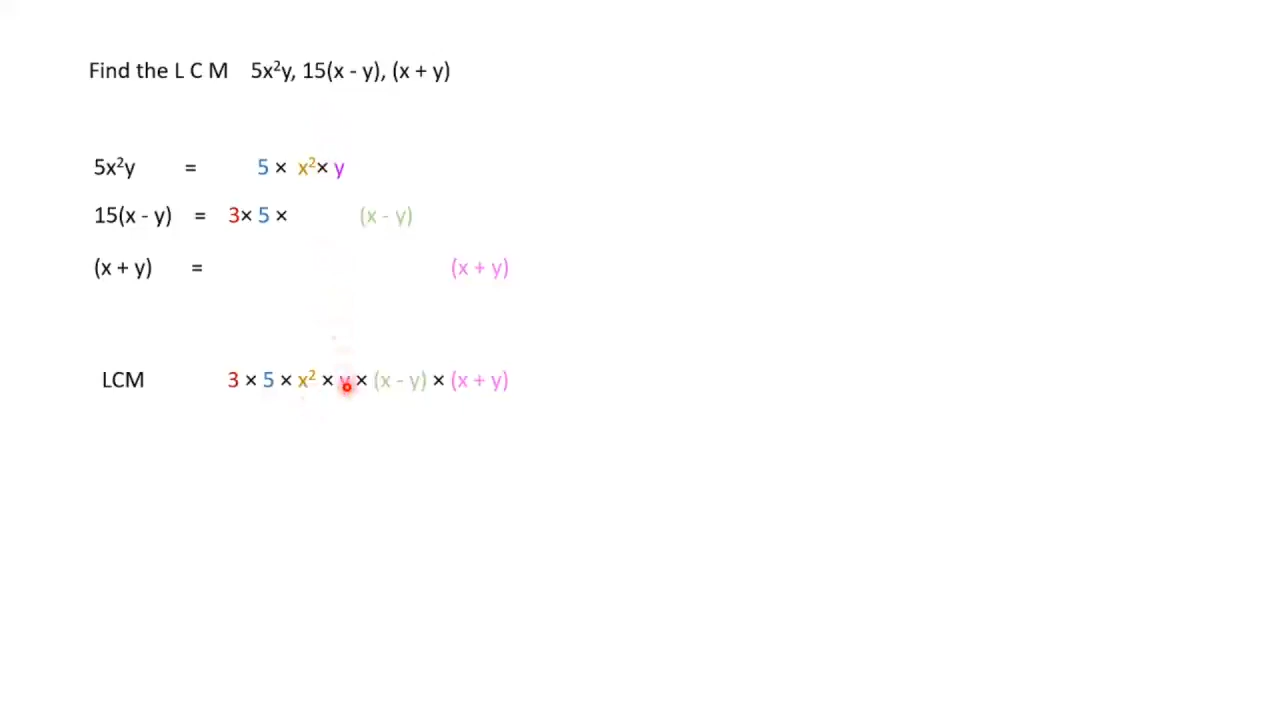 Find the L C M 5x²y, 15(x - y), (x + y)
5x²y = 5 × x²× y
15(x - y) = 3× 5 × (x - y)
(x + y) = (x + y)
LCM 3 × 5 × x² × y × (x - y) × (x + y)